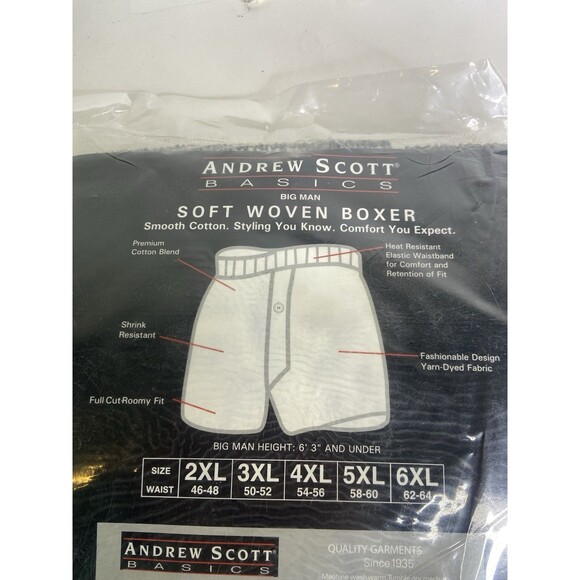 ANDREW SCOTT®
BASICS
BIG MAN
SOFT WOVEN BOXER
Smooth Cotton. Styling You Know. Comfort You Expect.
Premium
Cotton Blend
Heat Resistant
Elastic Waistband
for Comfort and
Retention of Fit
Shrink
Resistant
Fashionable Design
Yarn-Dyed Fabric
Full Cut-Roomy Fit
BIG MAN HEIGHT: 6' 3" AND UNDER
SIZE 2XL 3XL 4XL 5XL 6XL
WAIST 46-48 50-52 54-56 58-60 62-64
ANDREW SCOTT®
BASICS
QUALITY GARMENTS
Since 1935
Machine wash warm